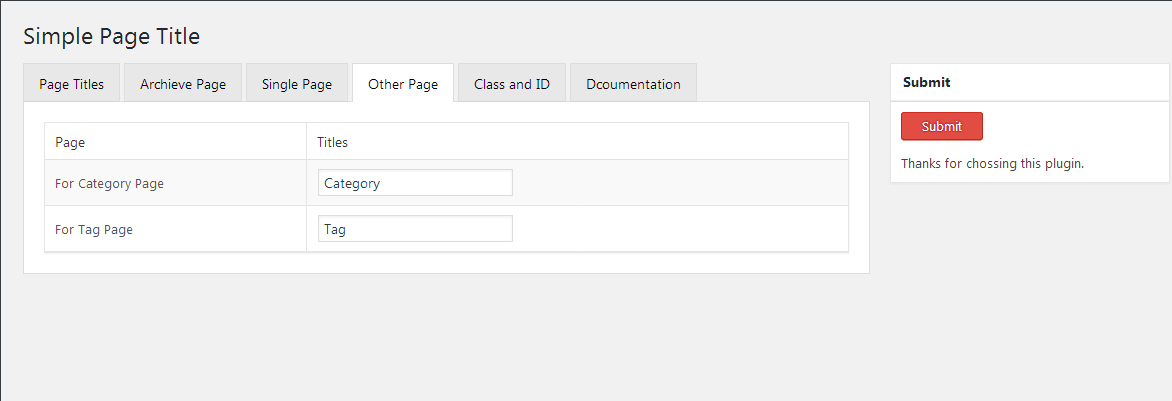 Simple Page Title
Page Titles Archieve Page Single Page Other Page Class and ID Dcoumentation
Page Titles
For Category Page Category
For Tag Page Tag
Submit
Submit
Thanks for chossing this plugin.